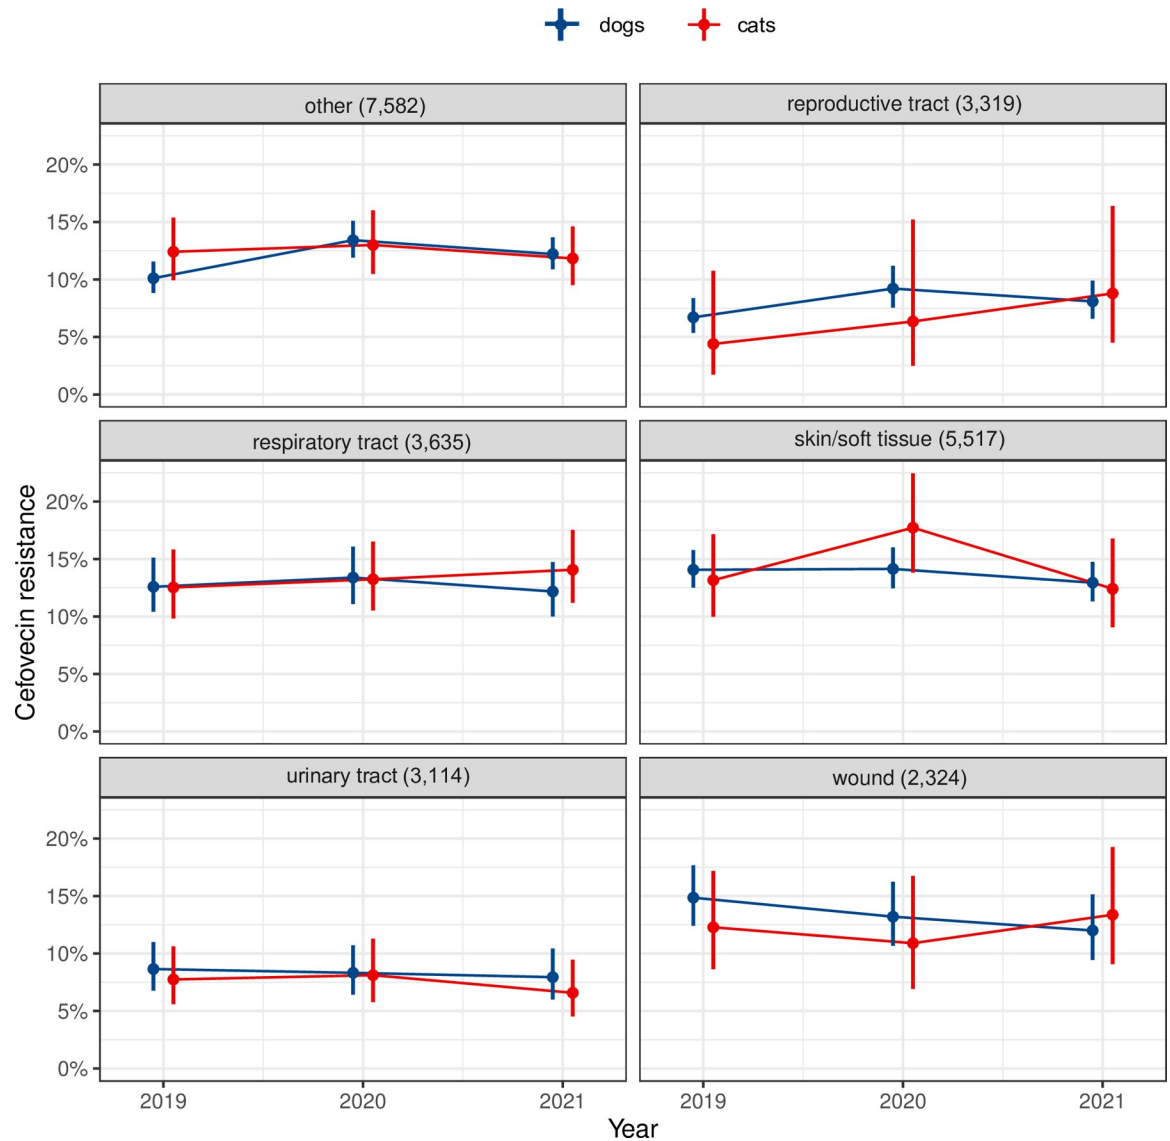 dogs cats
other (7,582) reproductive tract (3,319)
20%
15%
10%
5%
0%
respiratory tract (3,635) skin/soft tissue (5,517)
20%
15%
10%
5%
0%
Cefovecin resistance
urinary tract (3,114) wound (2,324)
20%
15%
10%
5%
0%
2019 2020 2021 2019 2020 2021
Year